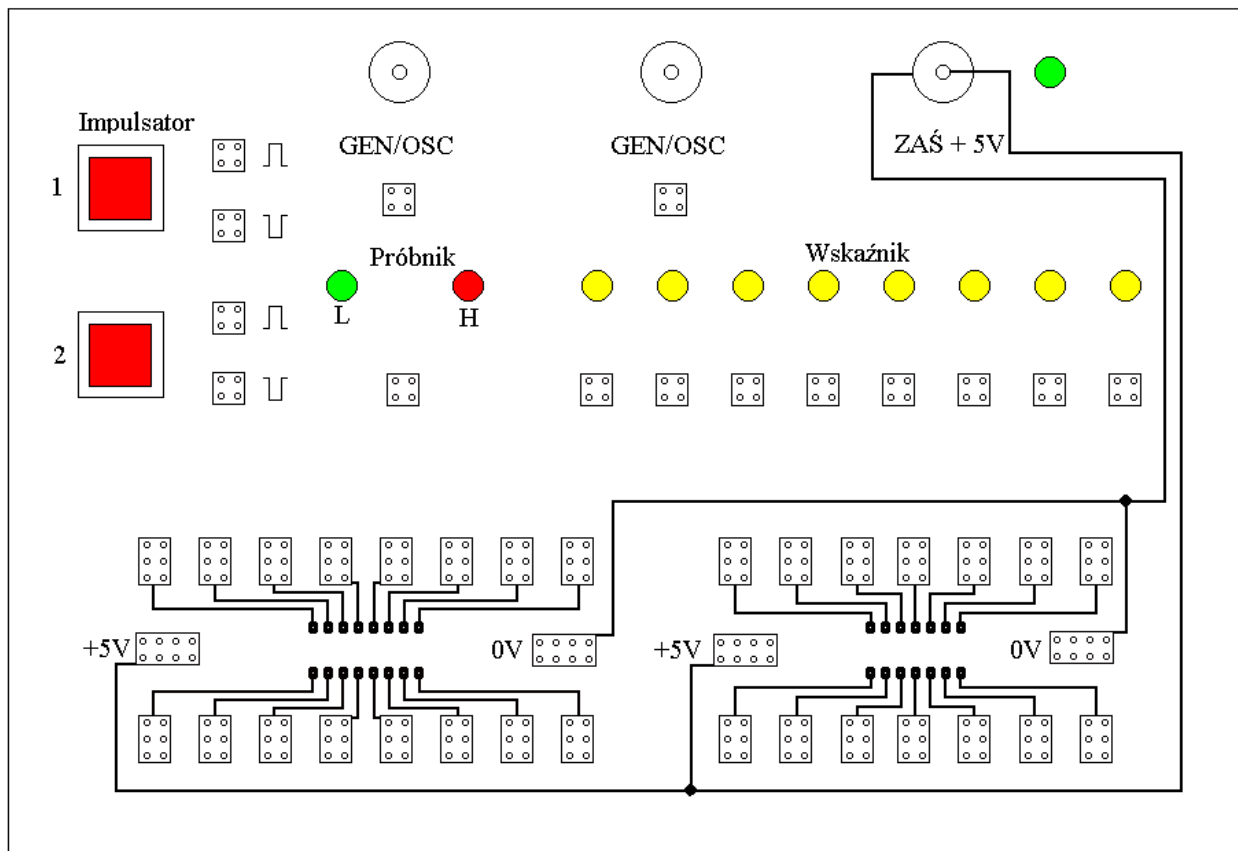 Impulsator
GEN/OSC
GEN/OSC
ZAŚ + 5V
1
Próbnik
Wskaźnik
L
H
2
+5V
0V
+5V
0V